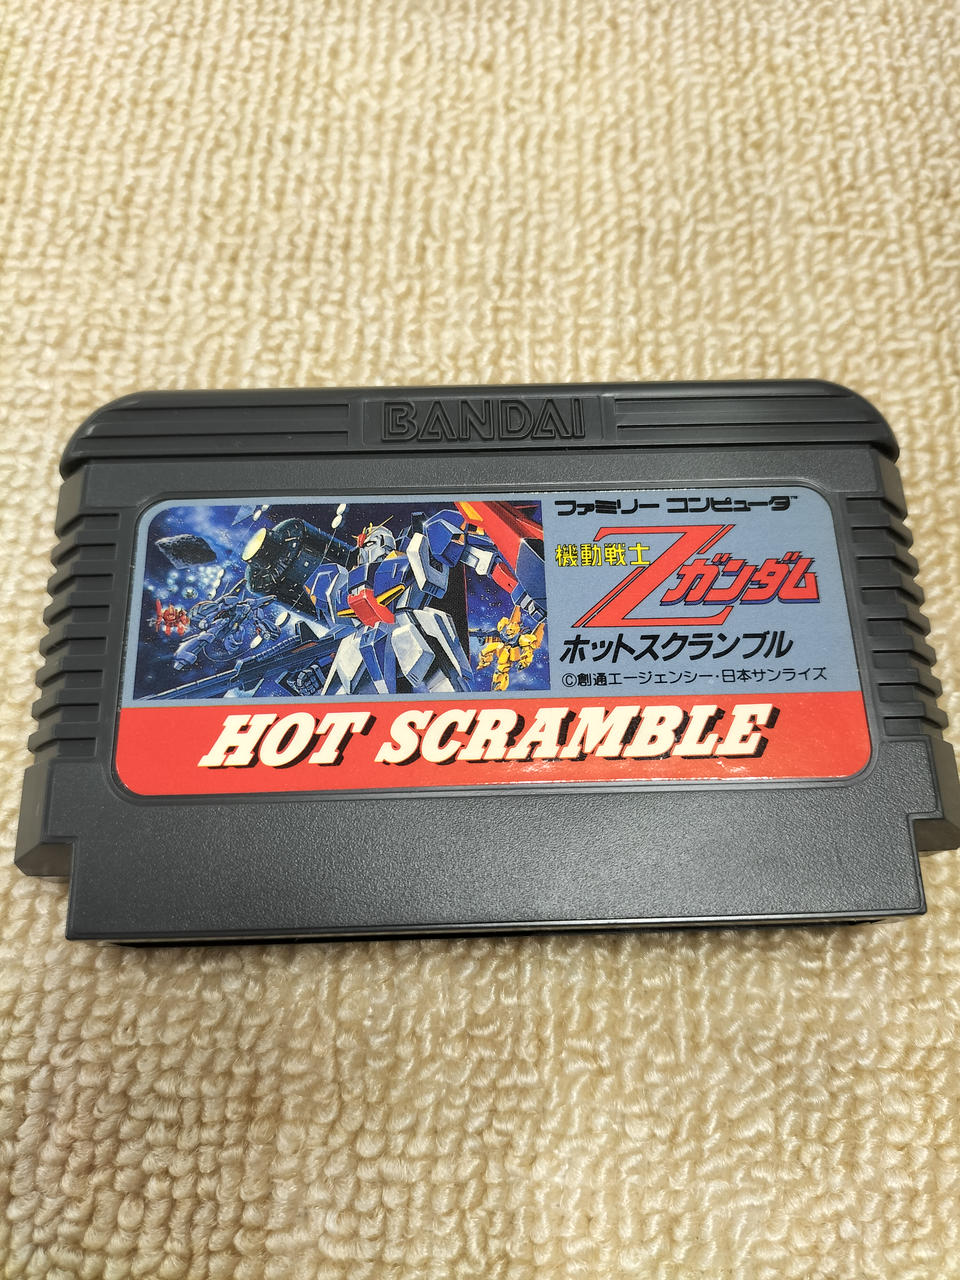 BANDAI
ファミリー コンピュータ™
機動戦士
Zガンダム
ホットスクランブル
©創通エージェンシー・日本サンライズ
HOT SCRAMBLE